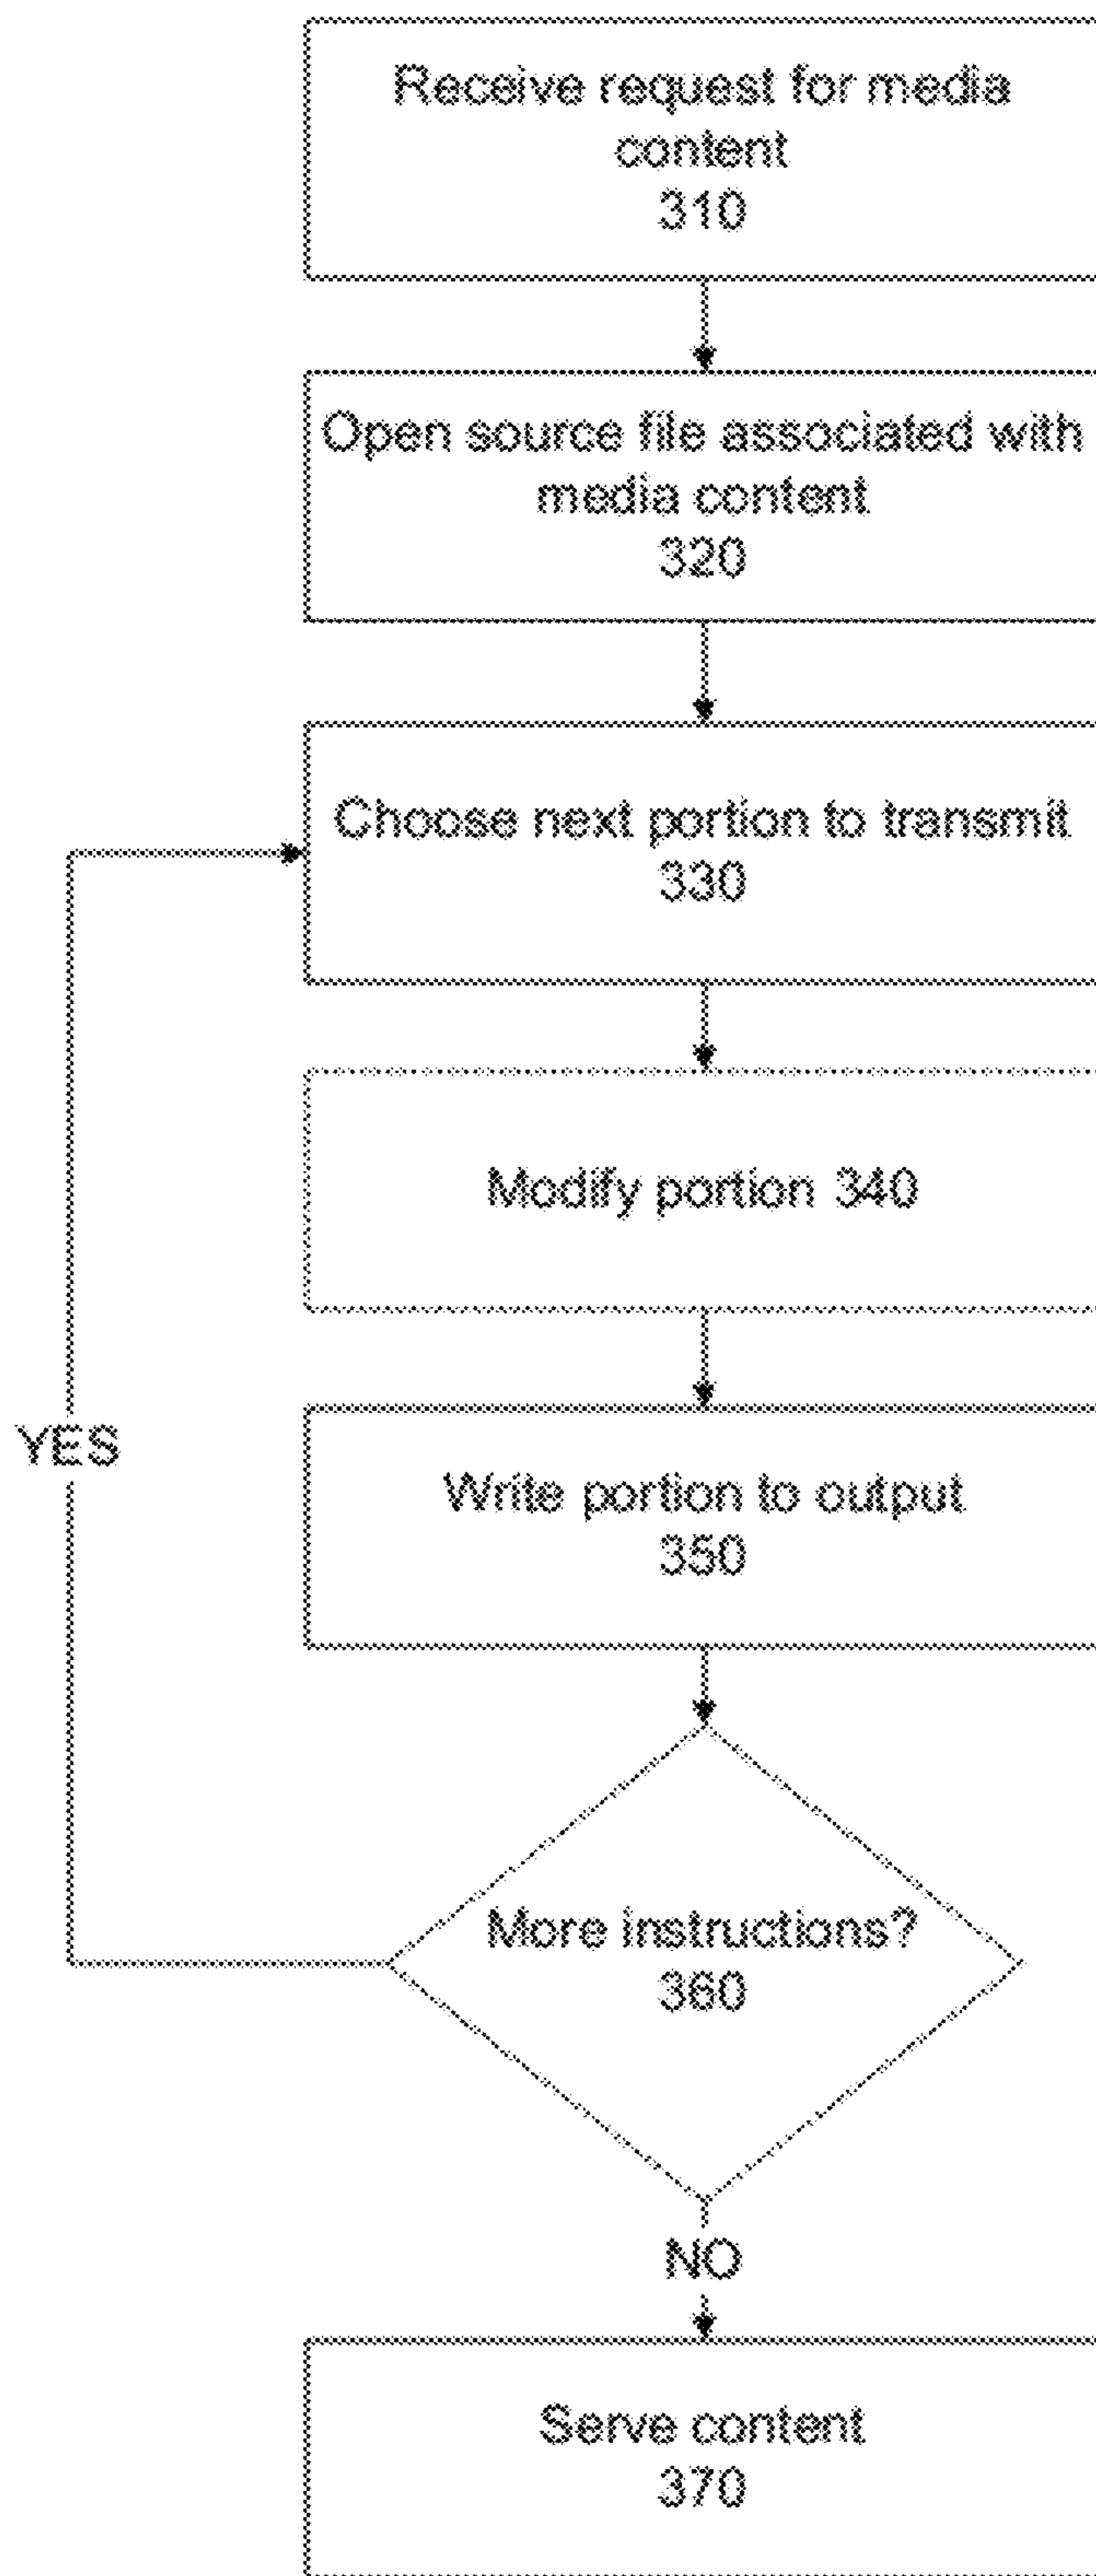 Receive request for media
content
310
Open source file associated with
media content
320
Choose next portion to transmit
330
Modify portion 340
YES
Write portion to output
350
More instructions?
360
NO
Serve content
370